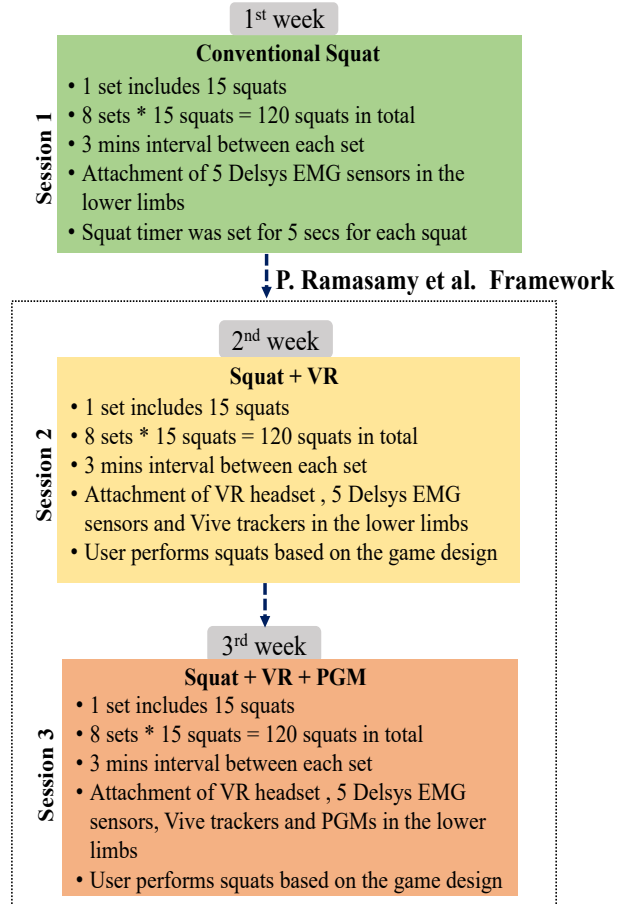 1st week
Conventional Squat
• 1 set includes 15 squats
• 8 sets * 15 squats = 120 squats in total
• 3 mins interval between each set
• Attachment of 5 Delsys EMG sensors in the
lower limbs
• Squat timer was set for 5 secs for each squat
Session 1
P. Ramasamy et al. Framework
2nd week
Squat + VR
• 1 set includes 15 squats
• 8 sets * 15 squats = 120 squats in total
• 3 mins interval between each set
• Attachment of VR headset , 5 Delsys EMG
sensors and Vive trackers in the lower limbs
• User performs squats based on the game design
Session 2
3rd week
Squat + VR + PGM
• 1 set includes 15 squats
• 8 sets * 15 squats = 120 squats in total
• 3 mins interval between each set
• Attachment of VR headset , 5 Delsys EMG
sensors, Vive trackers and PGMs in the lower
limbs
• User performs squats based on the game design
Session 3